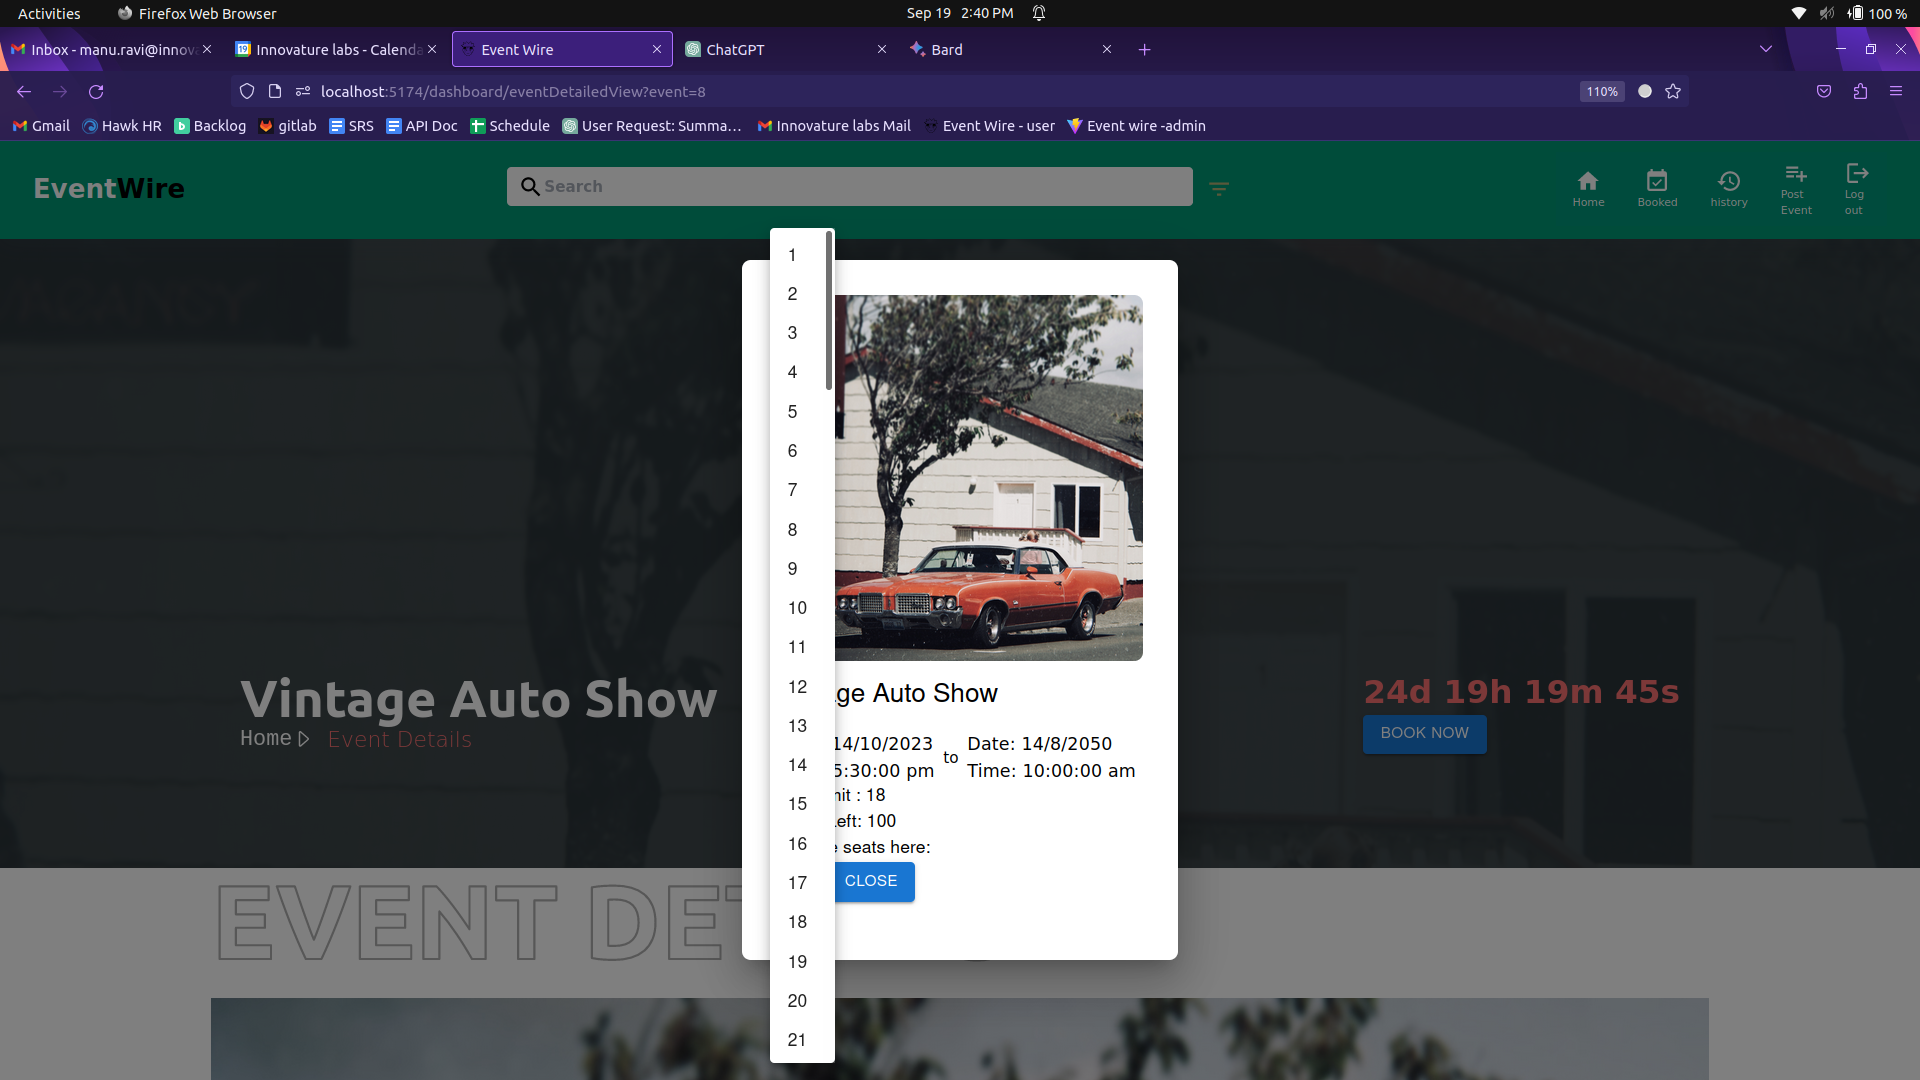 Activities Firefox Web Browser Sep 19 2:40 PM 100 %
Inbox - manu.ravi@innov Innovature labs - Calenda Event Wire ChatGPT Bard
localhost:5174/dashboard/eventDetailedView?event=8 110%
Gmail Hawk HR Backlog gitlab SRS API Doc Schedule User Request: Summa… Innovature labs Mail Event Wire - user Event wire -admin
EventWire Search Home Booked history Post Event Log out
1
2
3
4
5
6
7
8
9
10
11
12
13
14
15
16
17
18
19
20
21
ge Auto Show
14/10/2023 to Date: 14/8/2050
5:30:00 pm Time: 10:00:00 am
nit : 18
Left: 100
e seats here:
CLOSE
Vintage Auto Show
Home Event Details
24d 19h 19m 45s
BOOK NOW
EVENT DET